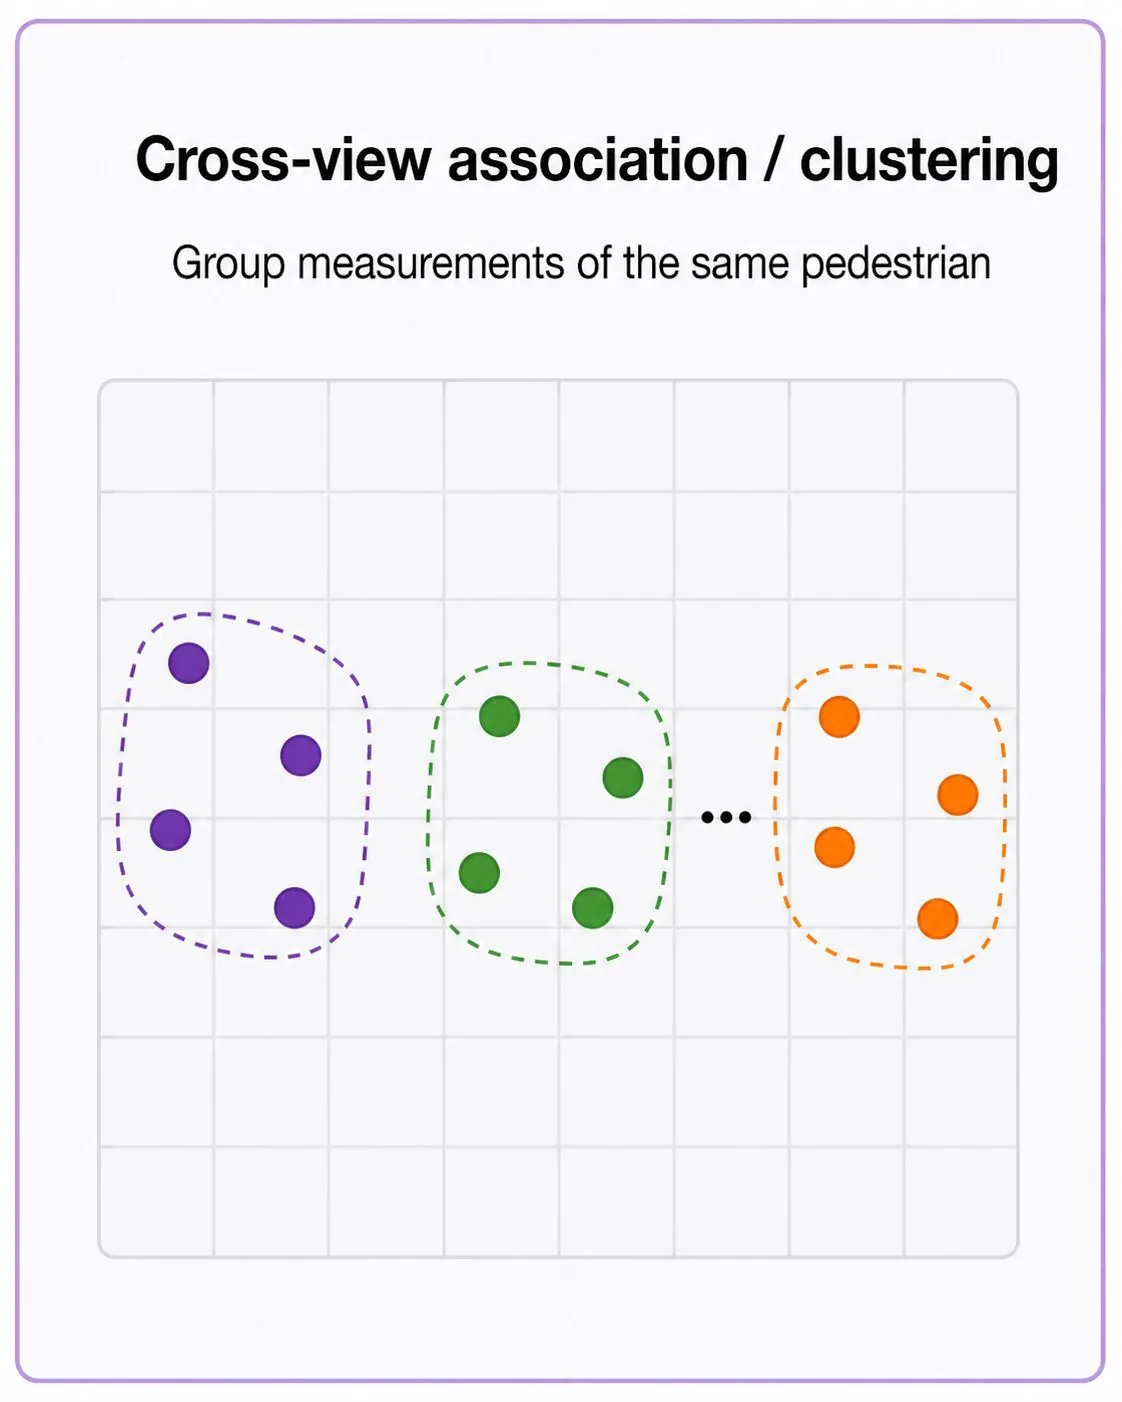 Cross-view association / clustering
Group measurements of the same pedestrian
...